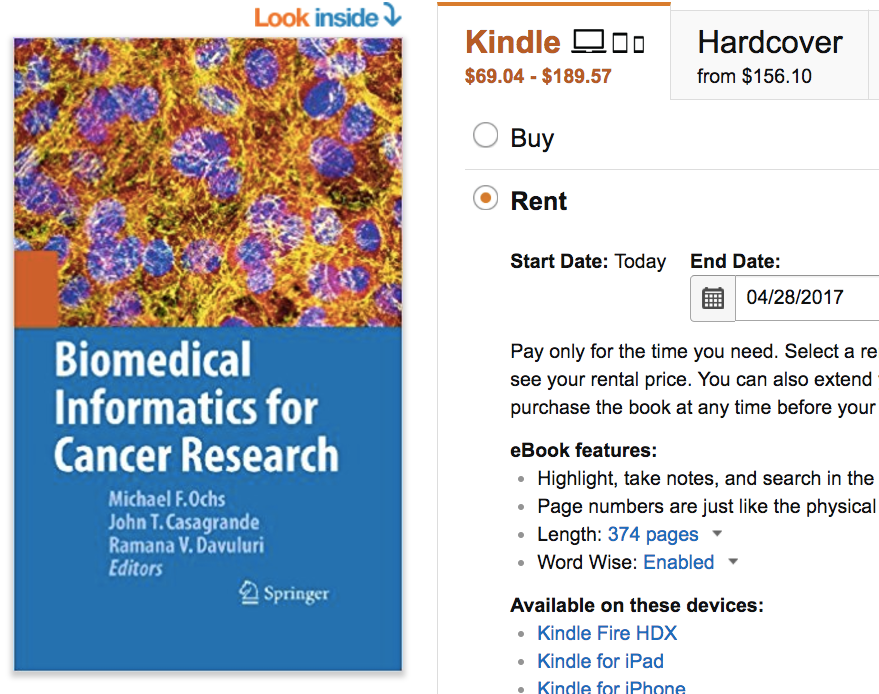 Look inside
Biomedical
Informatics for
Cancer Research
Michael F. Ochs
John T. Casagrande
Ramana V. Davuluri
Editors
Springer
Kindle
$69.04 - $189.57
Hardcover
from $156.10
Buy
Rent
Start Date: Today End Date:
04/28/2017
Pay only for the time you need. Select a re
see your rental price. You can also extend
purchase the book at any time before your
eBook features:
Highlight, take notes, and search in the
Page numbers are just like the physical
Length: 374 pages
Word Wise: Enabled
Available on these devices:
Kindle Fire HDX
Kindle for iPad
Kindle for iPhone